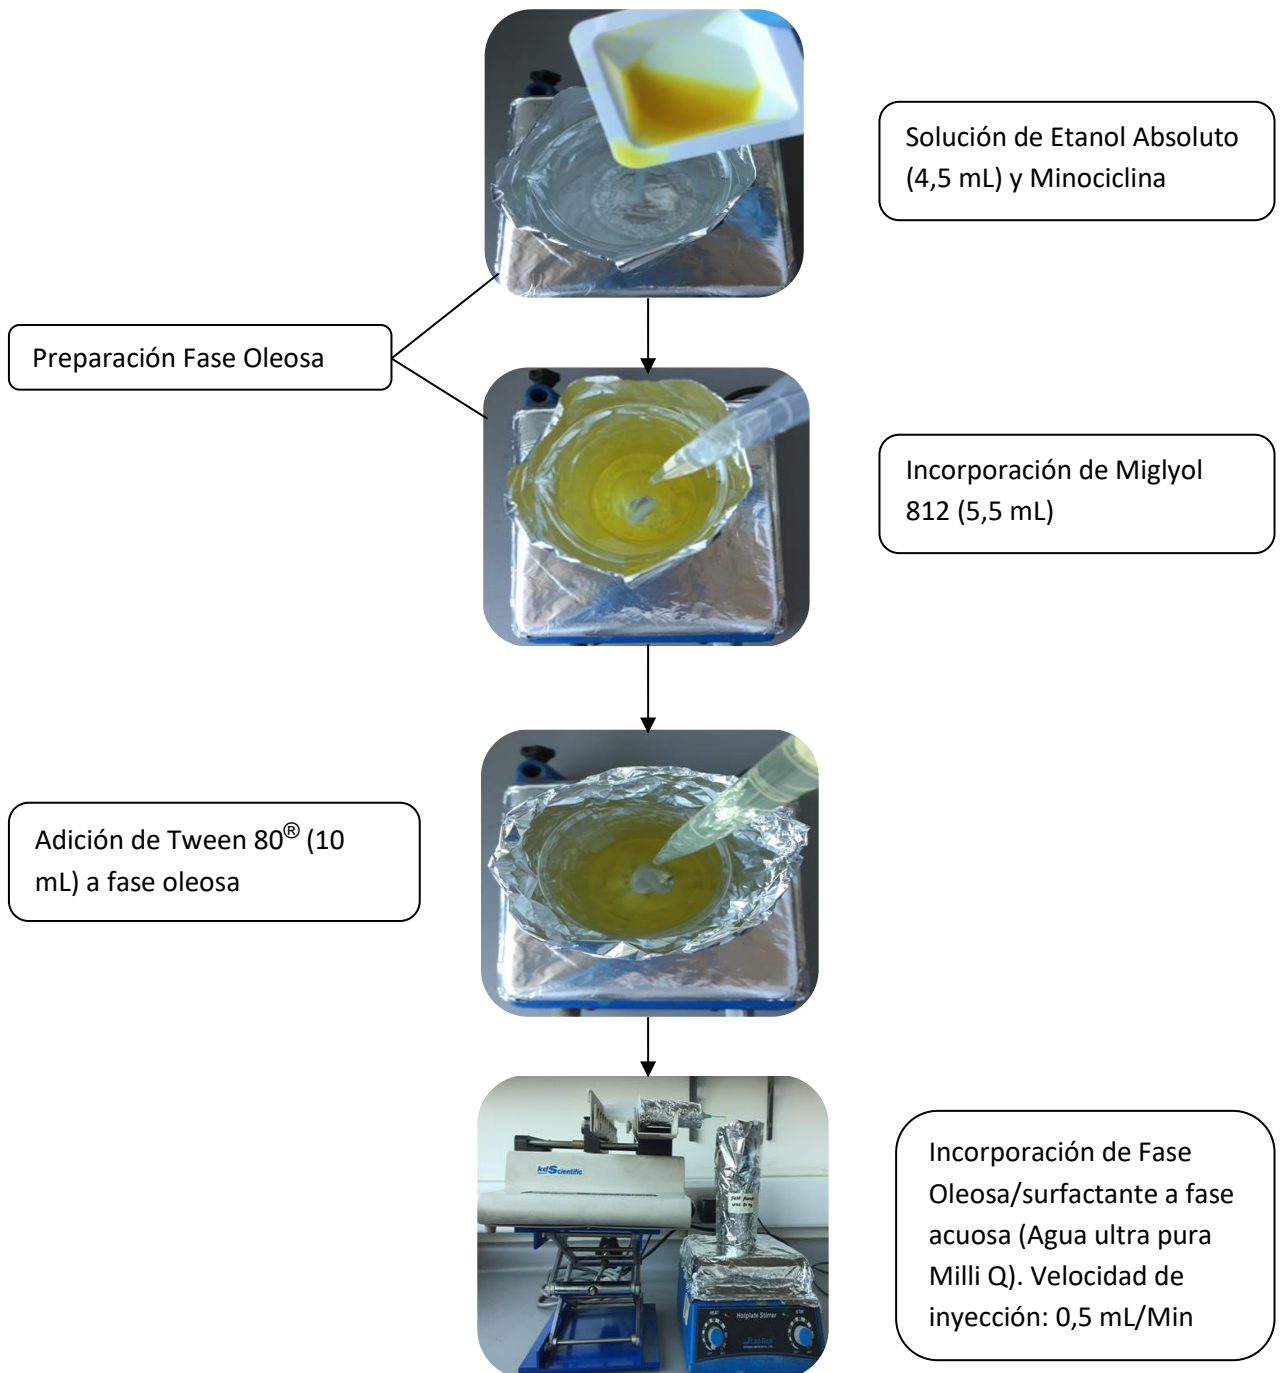 Solución de Etanol Absoluto
(4,5 mL) y Minociclina
Preparación Fase Oleosa
Incorporación de Miglyol
812 (5,5 mL)
Adición de Tween 80® (10
mL) a fase oleosa
kdScientific
HEAT
Hotplate Stirrer
STIR
Incorporación de Fase
Oleosa/surfactante a fase
acuosa (Agua ultra pura
Milli Q). Velocidad de
inyección: 0,5 mL/Min